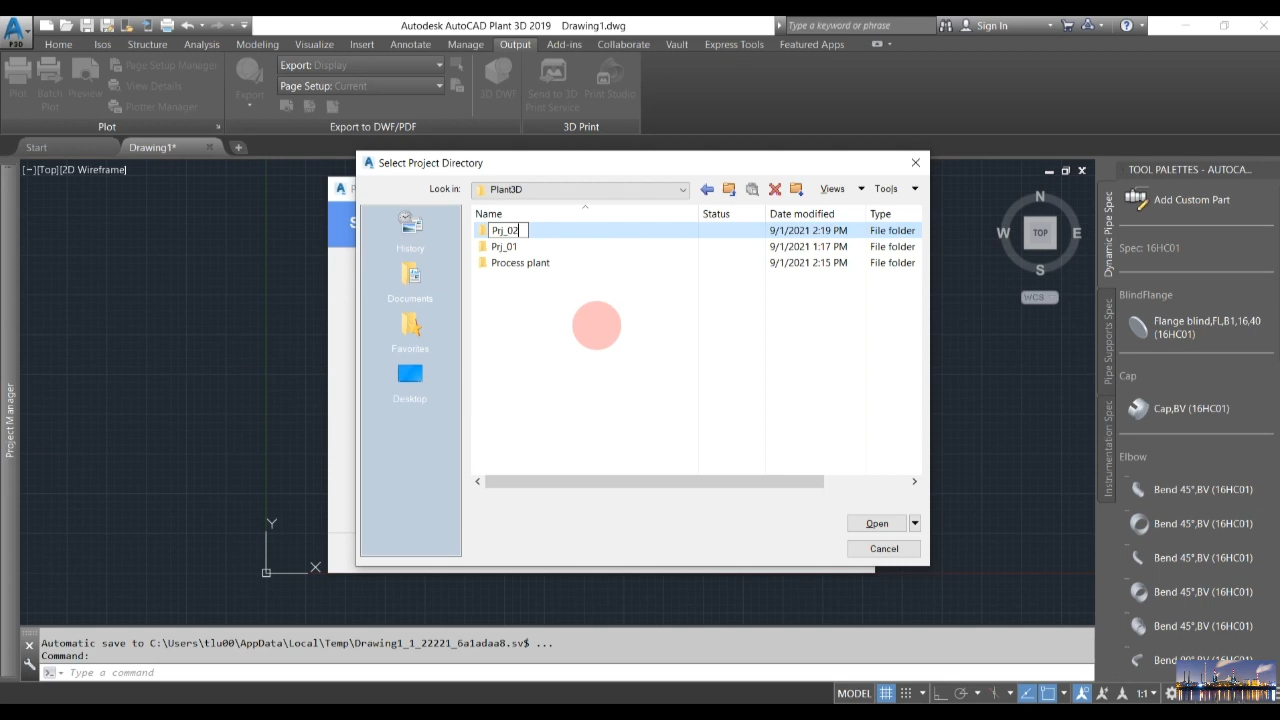 Autodesk AutoCAD Plant 3D 2019 Drawing1.dwg
Type a keyword or phrase
Sign In
P3D
Home Isos Structure Analysis Modeling Visualize Insert Annotate Manage Output Add-ins Collaborate Vault Express Tools Featured Apps
Plot
Batch Plot
Preview
Page Setup Manager
View Details
Plotter Manager
Export
Export: Display
Page Setup: Current
3D DWF
Send to 3D Print Service
Print Studio
Plot
Export to DWF/PDF
3D Print
Start
Drawing1*
[−][Top][2D Wireframe]
Select Project Directory
Look in:
Plant3D
Views
Tools
Name Status Date modified Type
Prj_02 9/1/2021 2:19 PM File folder
Prj_01 9/1/2021 1:17 PM File folder
Process plant 9/1/2021 2:15 PM File folder
History
Documents
Favorites
Desktop
Open
Cancel
N
W TOP E
S
WCS
Y
X
Project Manager
TOOL PALETTES - AUTOCA...
Dynamic Pipe Spec
Pipe Supports Spec
Instrumentation Spec
Add Custom Part
Spec: 16HC01
BlindFlange
Flange blind,FL,B1,16,40
(16HC01)
Cap
Cap,BV (16HC01)
Elbow
Bend 45°,BV (16HC01)
Bend 45°,BV (16HC01)
Bend 45°,BV (16HC01)
Bend 45°,BV (16HC01)
Bend 45°,BV (16HC01)
Automatic save to C:\Users\tlu00\AppData\Local\Temp\Drawing1_1_22221_6a1adaa8.sv$ ...
Command:
Type a command
MODEL
1:1